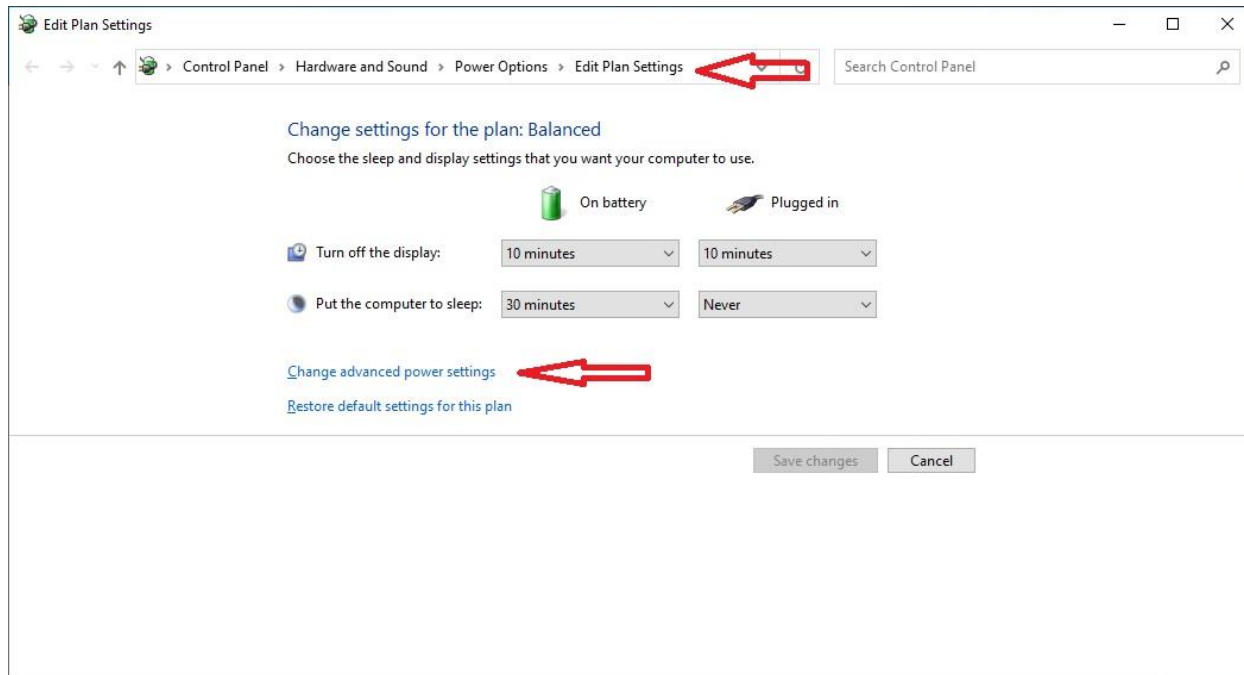 Edit Plan Settings
Control Panel > Hardware and Sound > Power Options > Edit Plan Settings
Search Control Panel
Change settings for the plan: Balanced
Choose the sleep and display settings that you want your computer to use.
On battery Plugged in
Turn off the display: 10 minutes 10 minutes
Put the computer to sleep: 30 minutes Never
Change advanced power settings
Restore default settings for this plan
Save changes Cancel